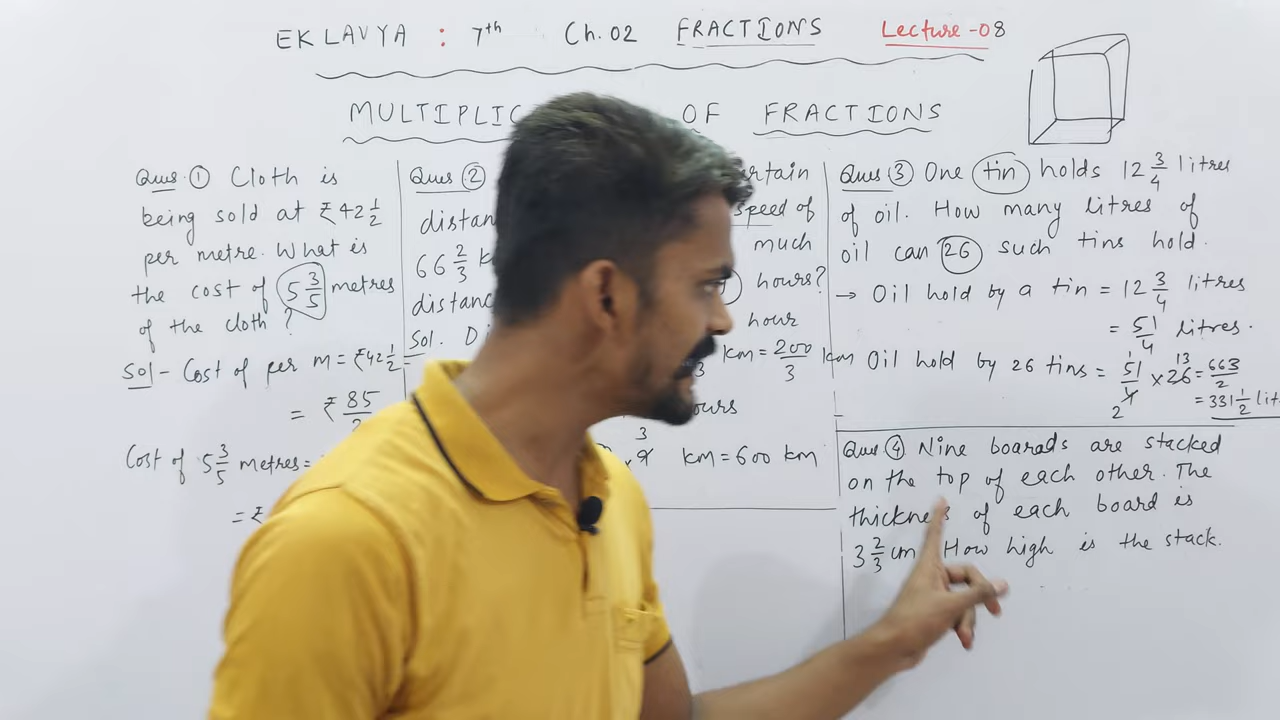 EKLAVYA : 7th Ch. 02 FRACTIONS Lecture -08
MULTIPLIC OF FRACTIONS
Ques. ① Cloth is
being sold at ₹42 1/2
per metre. What is
the cost of 5 3/5 metres
of the cloth?
Sol - Cost of per m = ₹42 1/2
= ₹ 85/2
Cost of 5 3/5 metres =
= ₹
Ques ②
distan speed of
66 2/3 k much
distanc hours?
Sol. D hour
km = 200/3 km
ours
× 9 3 km = 600 km
Ques ③ One tin holds 12 3/4 litres
of oil. How many litres of
oil can 26 such tins hold.
→ Oil hold by a tin = 12 3/4 litres
= 51/4 litres.
Oil hold by 26 tins = 51/4 × 26 = 663/2
1 13 2
= 331 1/2 lit
Ques ④ Nine boards are stacked
on the top of each other. The
thickness of each board is
3 2/3 cm How high is the stack.